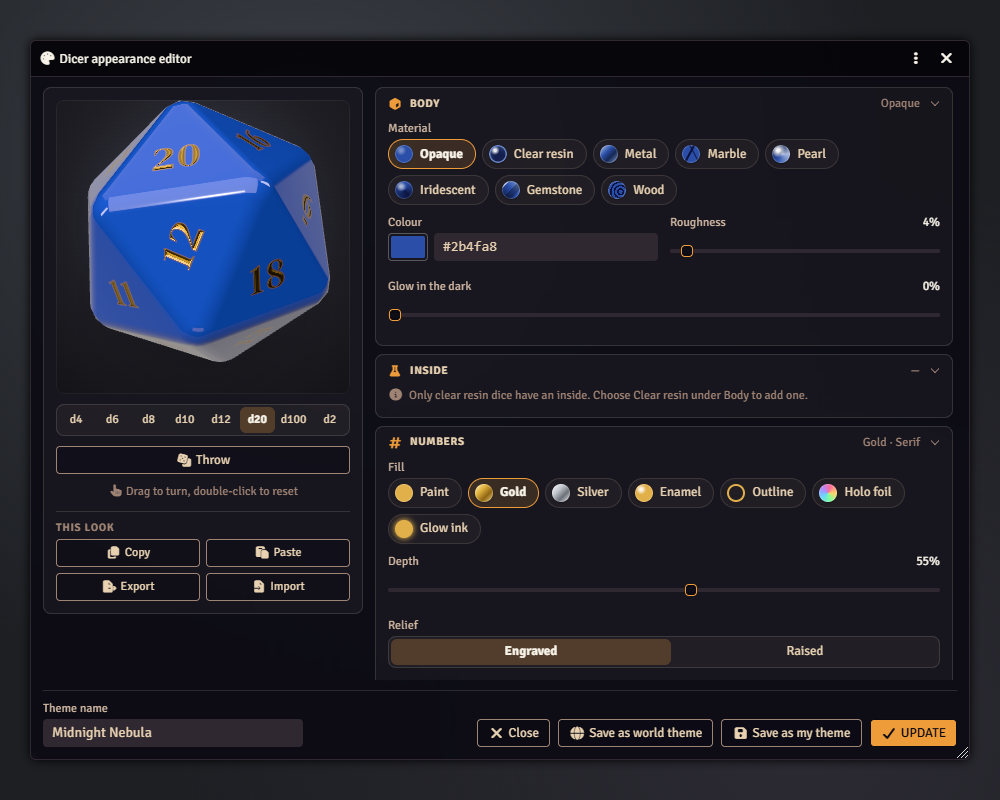 Dicer appearance editor
20
16
12
18
11
d4 d6 d8 d10 d12 d20 d100 d2
Throw
Drag to turn, double-click to reset
THIS LOOK
Copy Paste
Export Import
BODY Opaque
Material
Opaque Clear resin Metal Marble Pearl
Iridescent Gemstone Wood
Colour Roughness 4%
#2b4fa8
Glow in the dark 0%
INSIDE –
Only clear resin dice have an inside. Choose Clear resin under Body to add one.
# NUMBERS Gold · Serif
Fill
Paint Gold Silver Enamel Outline Holo foil
Glow ink
Depth 55%
Relief
Engraved Raised
Theme name
Midnight Nebula
Close Save as world theme Save as my theme UPDATE